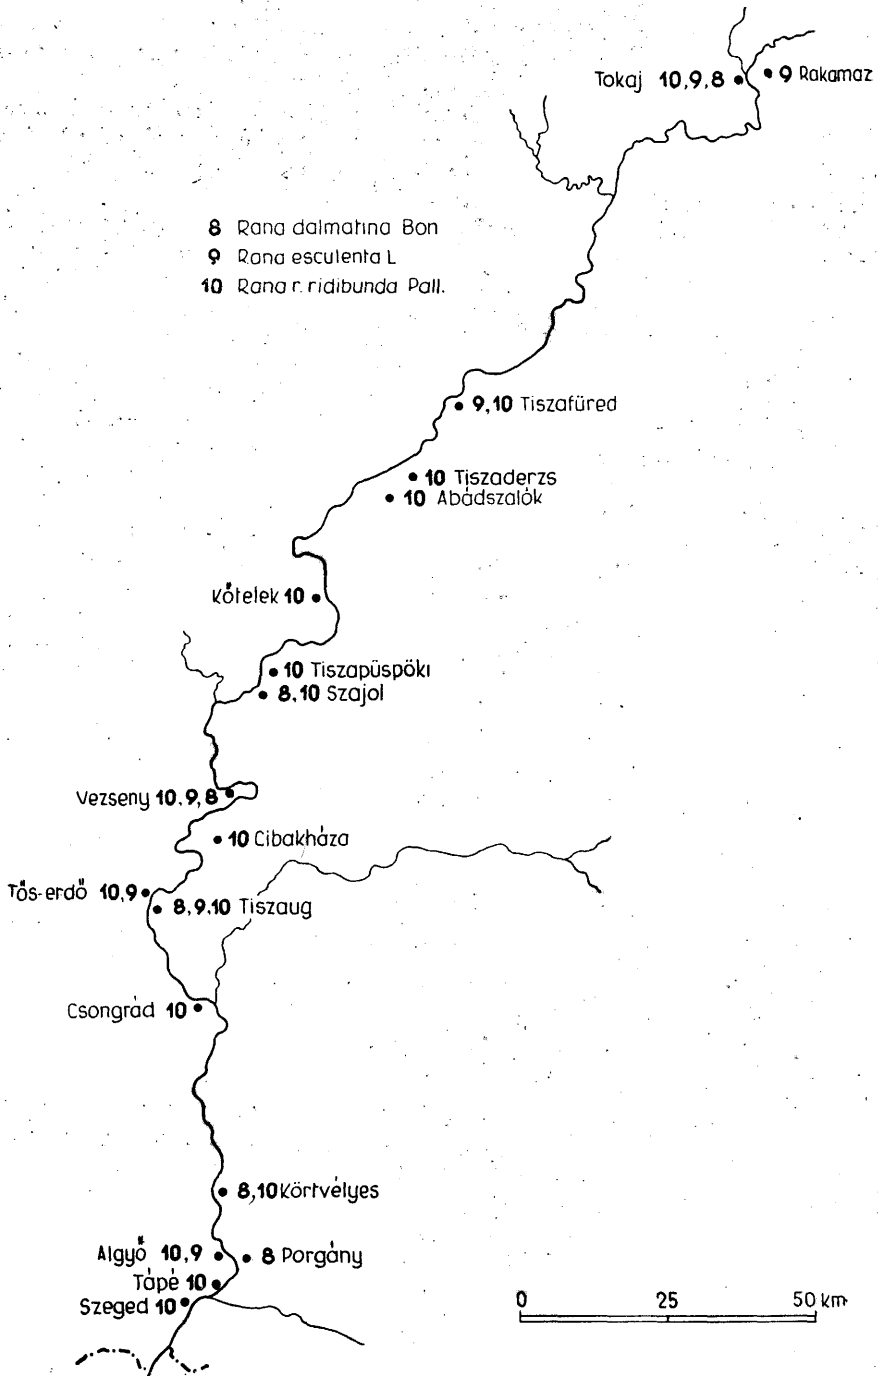 Tokaj 10,9,8
9 Rakamaz
8 Rana dalmatina Bon
9 Rana esculenta L
10 Rana r. ridibunda Pall.
9,10 Tiszafüred
10 Tiszaderzs
10 Abádszalók
Kőtelek 10
10 Tiszapüspöki
8,10 Szajol
Vezseny 10.9,8
10 Cibakháza
Tős-erdő 10,9
8,9,10 Tiszaug
Csongrád 10
8,10 Körtvélyes
Algyő 10,9
8 Porgány
Tápé 10
Szeged 10
0 25 50 km